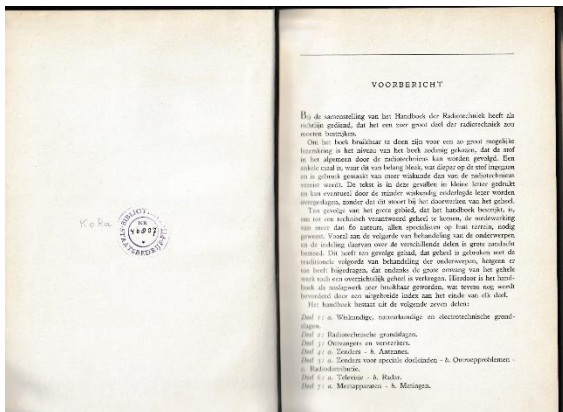 KoRa
VOORBERICHT
Bij de samenstelling van het Handboek der Radiotechniek heeft als
richtlijn gediend, dat het een zeer groot deel der radiotechniek zou
moeten bestrijken.
Om het boek bruikbaar te doen zijn voor een zo groot mogelijke
lezerskring is het niveau van het boek zodanig gekozen, dat de stof
in het algemeen door de radiotechnicus kan worden gevolgd. Een
enkele maal is, waar dit van belang bleek, wat dieper op de stof ingegaan
en is gebruik gemaakt van meer wiskunde dan van de radiotechnicus
vereist wordt. De tekst is in deze gevallen in kleine letter gedrukt
en kan eventueel door de minder wiskundig onderlegde lezer worden
overgeslagen, zonder dat dit stoort bij het doorwerken van het geheel.
Ten gevolge van het grote gebied, dat het handboek bestrijkt, is,
om tot een technisch verantwoord geheel te komen, de medewerking
van meer dan 60 auteurs, allen specialisten op hun terrein, nodig
geweest. Vooral aan de volgorde van behandeling van de onderwerpen
en de indeling daarvan over de verschillende delen is grote aandacht
besteed. Dit heeft ten gevolge gehad, dat geheel is gebroken met de
traditionele volgorde van behandeling der onderwerpen, hetgeen er
toe heeft bijgedragen, dat ondanks de grote omvang van het gehele
werk toch een overzichtelijk geheel is verkregen. Hierdoor is het hand-
boek als naslagwerk zeer bruikbaar geworden, wat tevens nog wordt
bevorderd door een uitgebreide index aan het einde van elk deel.
Het handboek bestaat uit de volgende zeven delen:
Deel 1: a. Wiskundige, natuurkundige en electrotechnische grond-
slagen.
Deel 2: Radiotechnische grondslagen.
Deel 3: Ontvangers en versterkers.
Deel 4: a. Zenders - b. Antennes.
Deel 5: a. Zenders voor speciale doeleinden - b. Omroepproblemen -
c. Radiodistributie.
Deel 6: a. Televisie - b. Radar.
Deel 7: a. Meetapparaten - b. Metingen.